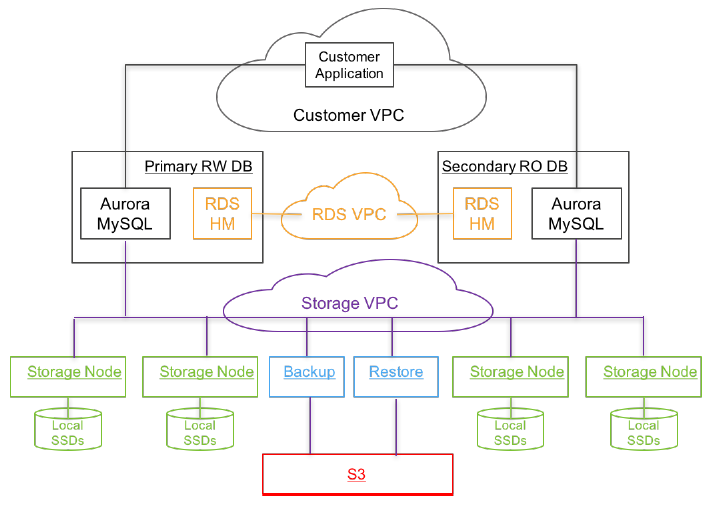 Customer
Application
Customer VPC
Primary RW DB
Secondary RO DB
Aurora
MySQL
RDS
HM
RDS VPC
RDS
HM
Aurora
MySQL
Storage VPC
Storage Node
Storage Node
Backup
Restore
Storage Node
Storage Node
Local
SSDs
Local
SSDs
Local
SSDs
Local
SSDs
S3